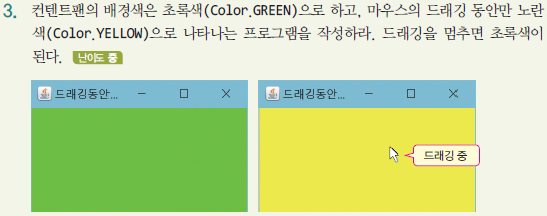 3. 컨텐트팬의 배경색은 초록색(Color.GREEN)으로 하고, 마우스의 드래깅 동안만 노란
색(Color.YELLOW)으로 나타나는 프로그램을 작성하라. 드래깅을 멈추면 초록색이
된다. 난이도 중
드래깅동안... 드래깅동안...
드래깅 중